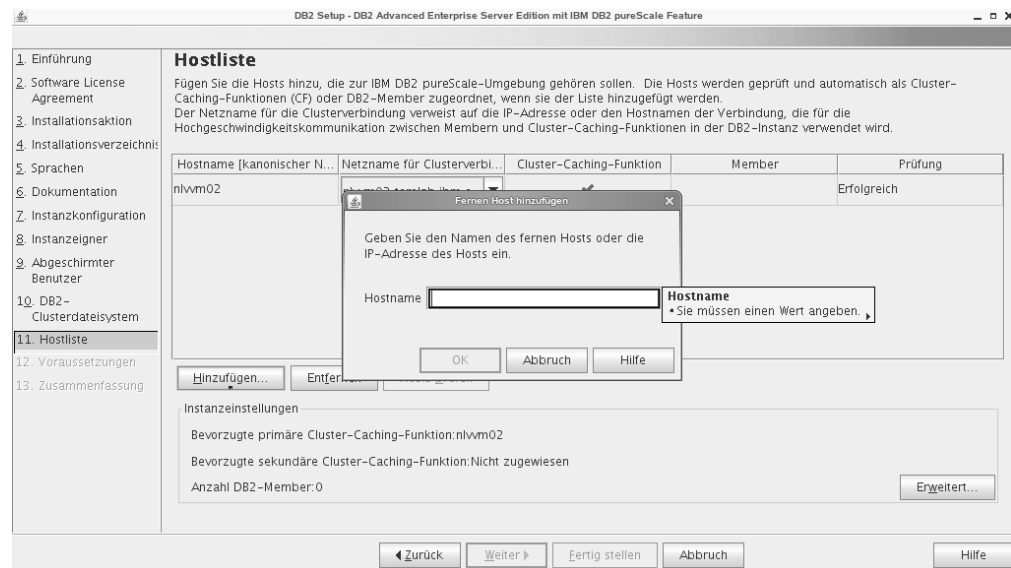 DB2 Setup - DB2 Advanced Enterprise Server Edition mit IBM DB2 pureScale Feature
1. Einführung
2. Software License
Agreement
3. Installationsaktion
4. Installationsverzeichnis
5. Sprachen
6. Dokumentation
7. Instanzkonfiguration
8. Instanzeigner
9. Abgeschirmter
Benutzer
10. DB2-
Clusterdateisystem
11. Hostliste
12. Voraussetzungen
13. Zusammenfassung
Hostliste
Fügen Sie die Hosts hinzu, die zur IBM DB2 pureScale-Umgebung gehören sollen. Die Hosts werden geprüft und automatisch als Cluster-
Caching-Funktionen (CF) oder DB2-Member zugeordnet, wenn sie der Liste hinzugefügt werden.
Der Netzname für die Clusterverbindung verweist auf die IP-Adresse oder den Hostnamen der Verbindung, die für die
Hochgeschwindigkeitskommunikation zwischen Membern und Cluster-Caching-Funktionen in der DB2-Instanz verwendet wird.
Hostname [kanonischer N... Netzname für Clusterverbi... Cluster-Caching-Funktion Member Prüfung
nlvvm02 Erfolgreich
Fernen Host hinzufügen
Geben Sie den Namen des fernen Hosts oder die
IP-Adresse des Hosts ein.
Hostname
Hostname
• Sie müssen einen Wert angeben.
OK Abbruch Hilfe
Hinzufügen... Entfer
Instanzeinstellungen
Bevorzugte primäre Cluster-Caching-Funktion:nlvvm02
Bevorzugte sekundäre Cluster-Caching-Funktion:Nicht zugewiesen
Anzahl DB2-Member:0
Erweitert...
Zurück Weiter Fertig stellen Abbruch Hilfe